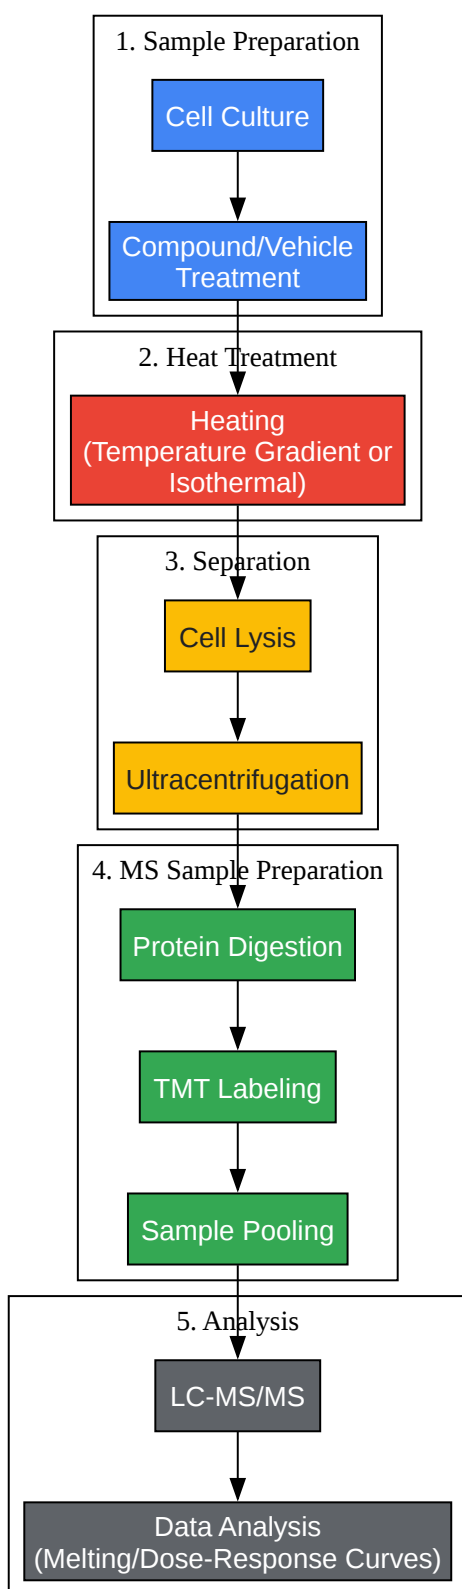 1. Sample Preparation
Cell Culture
Compound/Vehicle
Treatment
2. Heat Treatment
Heating
(Temperature Gradient or
Isothermal)
3. Separation
Cell Lysis
Ultracentrifugation
4. MS Sample Preparation
Protein Digestion
TMT Labeling
Sample Pooling
5. Analysis
LC-MS/MS
Data Analysis
(Melting/Dose-Response Curves)